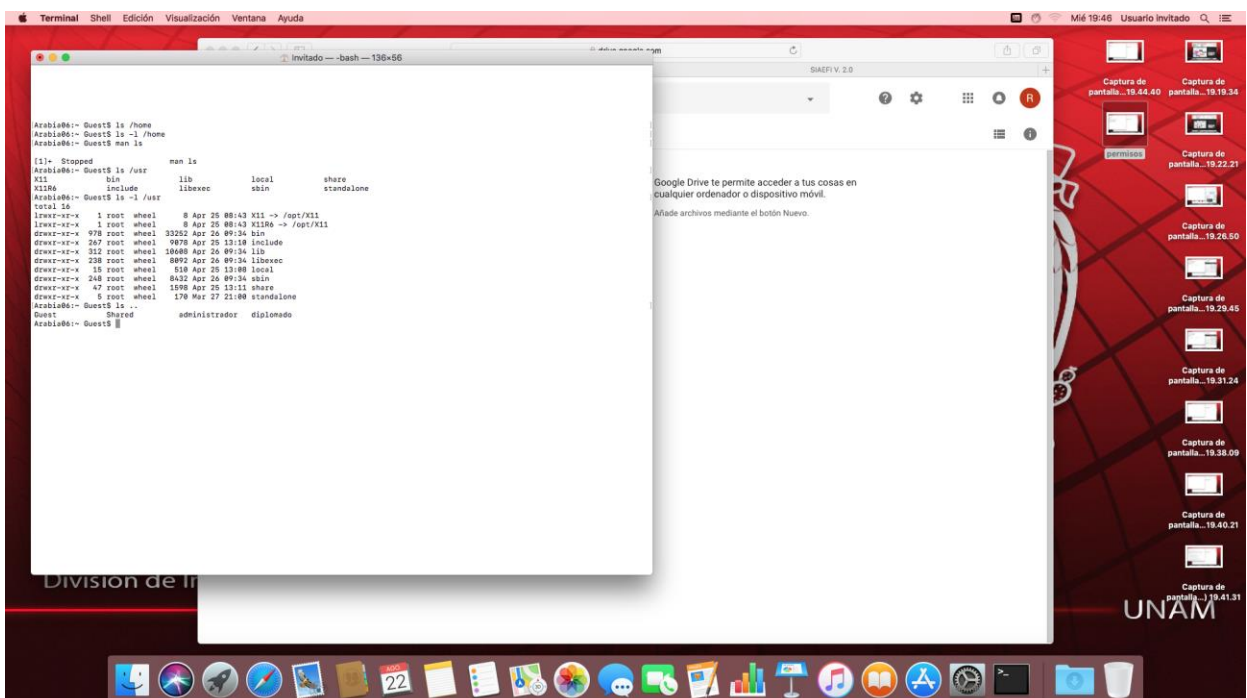 Terminal Shell Edición Visualización Ventana Ayuda
Mié 19:46 Usuario invitado
Invitado — -bash — 136×56
Arabia06:~ Guest$ ls /home
Arabia06:~ Guest$ ls -l /home
Arabia06:~ Guest$ man ls
[1]+ Stopped man ls
Arabia06:~ Guest$ ls /usr
X11 bin lib local share
X11R6 include libexec sbin standalone
Arabia06:~ Guest$ ls -l /usr
total 16
lrwxr-xr-x 1 root wheel 8 Apr 25 08:43 X11 -> /opt/X11
lrwxr-xr-x 1 root wheel 8 Apr 25 08:43 X11R6 -> /opt/X11
drwxr-xr-x 978 root wheel 33252 Apr 26 09:34 bin
drwxr-xr-x 267 root wheel 9078 Apr 25 13:10 include
drwxr-xr-x 312 root wheel 10608 Apr 26 09:34 lib
drwxr-xr-x 238 root wheel 8092 Apr 26 09:34 libexec
drwxr-xr-x 15 root wheel 510 Apr 25 13:08 local
drwxr-xr-x 248 root wheel 8432 Apr 26 09:34 sbin
drwxr-xr-x 47 root wheel 1598 Apr 25 13:11 share
drwxr-xr-x 5 root wheel 170 Mar 27 21:00 standalone
Arabia06:~ Guest$ ls ..
Guest Shared administrador diplomado
Arabia06:~ Guest$
SIAEFI V. 2.0
R
Google Drive te permite acceder a tus cosas en
cualquier ordenador o dispositivo móvil.
Añade archivos mediante el botón Nuevo.
Captura de
pantalla...19.44.40
Captura de
pantalla...19.19.34
permisos
Captura de
pantalla...19.22.21
Captura de
pantalla...19.26.50
Captura de
pantalla...19.29.45
Captura de
pantalla...19.31.24
Captura de
pantalla...19.38.09
Captura de
pantalla...19.40.21
Captura de
pantalla...) 19.41.31
División de
UNAM
AGO
22